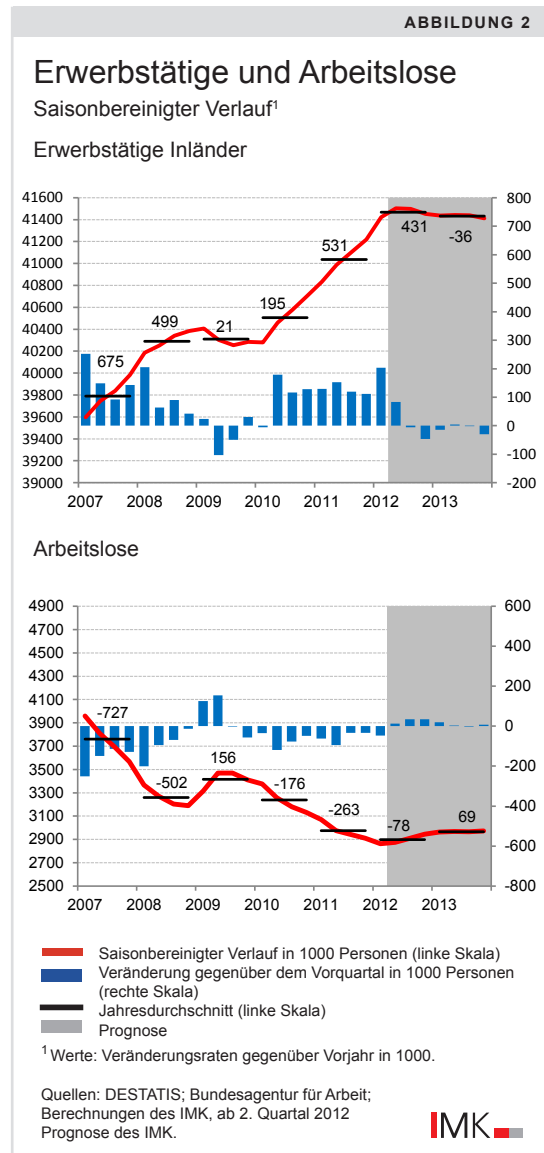 ABBILDUNG 2
Erwerbstätige und Arbeitslose
Saisonbereinigter Verlauf¹
Erwerbstätige Inländer
41600 800
41400 700
41200 600
41000 500
40800 400
40600 300
40400 200
40200 100
40000 0
39800 -100
39600 -200
39400
39200
39000
675
499
21
195
531
431
-36
2007 2008 2009 2010 2011 2012 2013
Arbeitslose
4900 600
4700 400
4500 200
4300 0
4100 -200
3900 -400
3700 -600
3500 -800
3300
3100
2900
2700
2500
-727
-502
156
-176
-263
-78
69
2007 2008 2009 2010 2011 2012 2013
Saisonbereinigter Verlauf in 1000 Personen (linke Skala)
Veränderung gegenüber dem Vorquartal in 1000 Personen
(rechte Skala)
Jahresdurchschnitt (linke Skala)
Prognose
¹ Werte: Veränderungsraten gegenüber Vorjahr in 1000.
Quellen: DESTATIS; Bundesagentur für Arbeit;
Berechnungen des IMK, ab 2. Quartal 2012
Prognose des IMK.
IMK